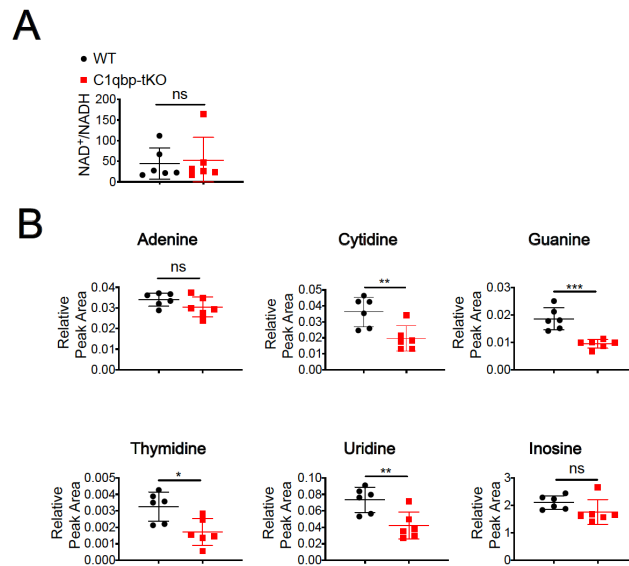 A
WT
C1qbp-tKO
ns
NAD⁺/NADH
200
150
100
50
0
B
Adenine
Cytidine
Guanine
ns
**
***
Relative
Peak Area
0.04
0.03
0.02
0.01
0.00
Relative
Peak Area
0.05
0.04
0.03
0.02
0.01
0.00
Relative
Peak Area
0.03
0.02
0.01
0.00
Thymidine
Uridine
Inosine
*
**
ns
Relative
Peak Area
0.005
0.004
0.003
0.002
0.001
0.000
Relative
Peak Area
0.10
0.08
0.06
0.04
0.02
0.00
Relative
Peak Area
3
2
1
0